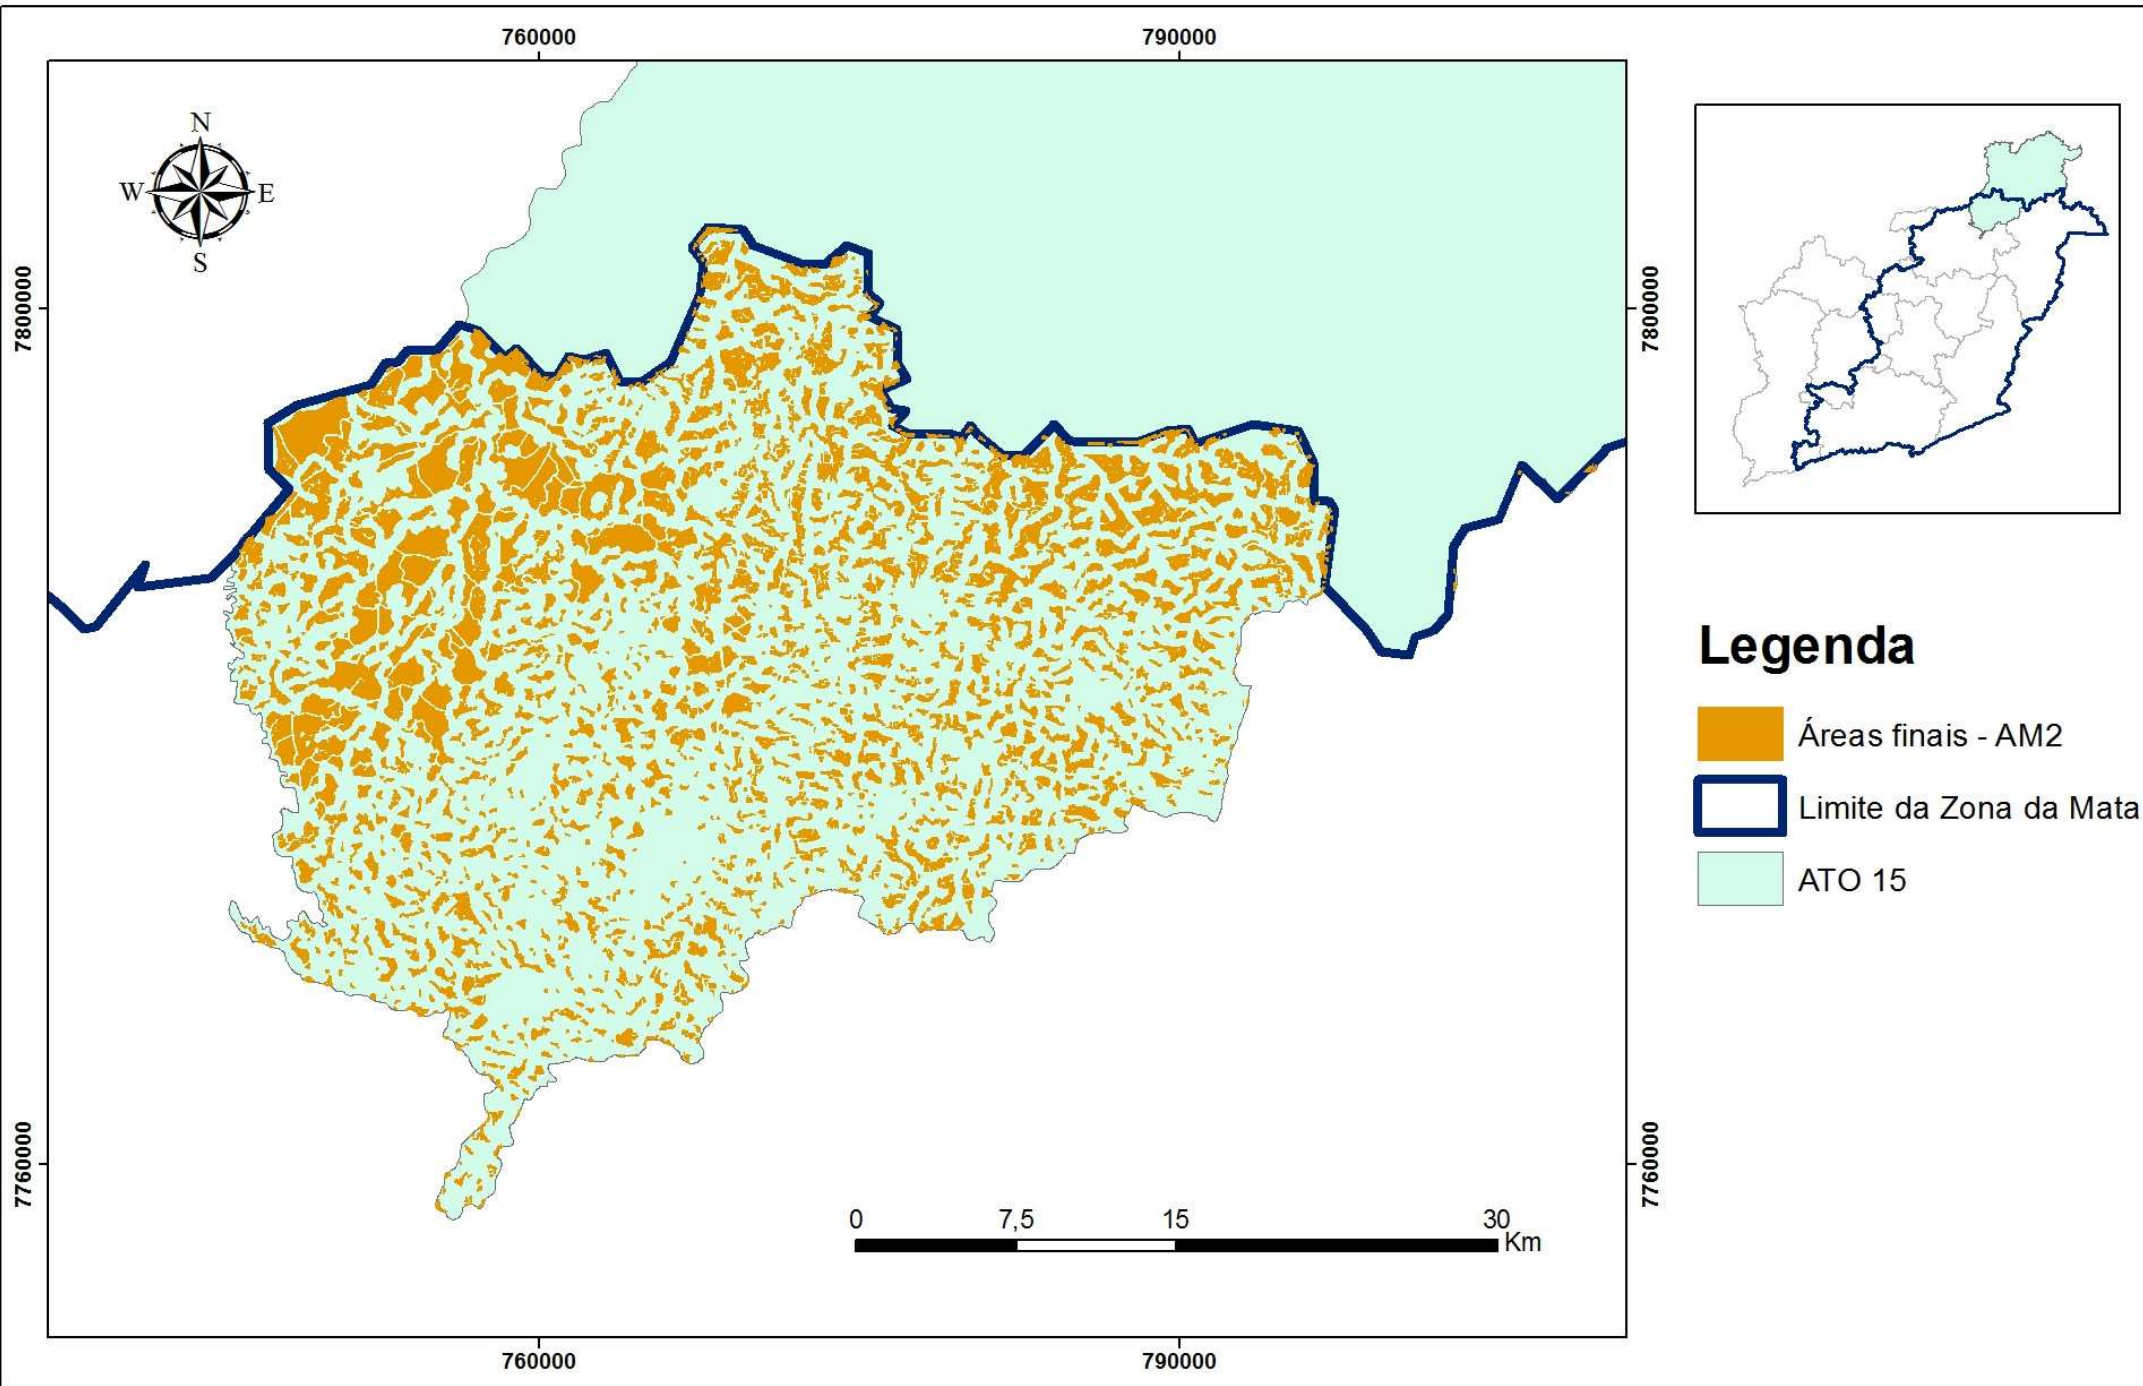 760000 790000
N
W E
S
7800000 7800000
Legenda
Áreas finais - AM2
Limite da Zona da Mata
ATO 15
7760000 7760000
0 7,5 15 30
Km
760000 790000